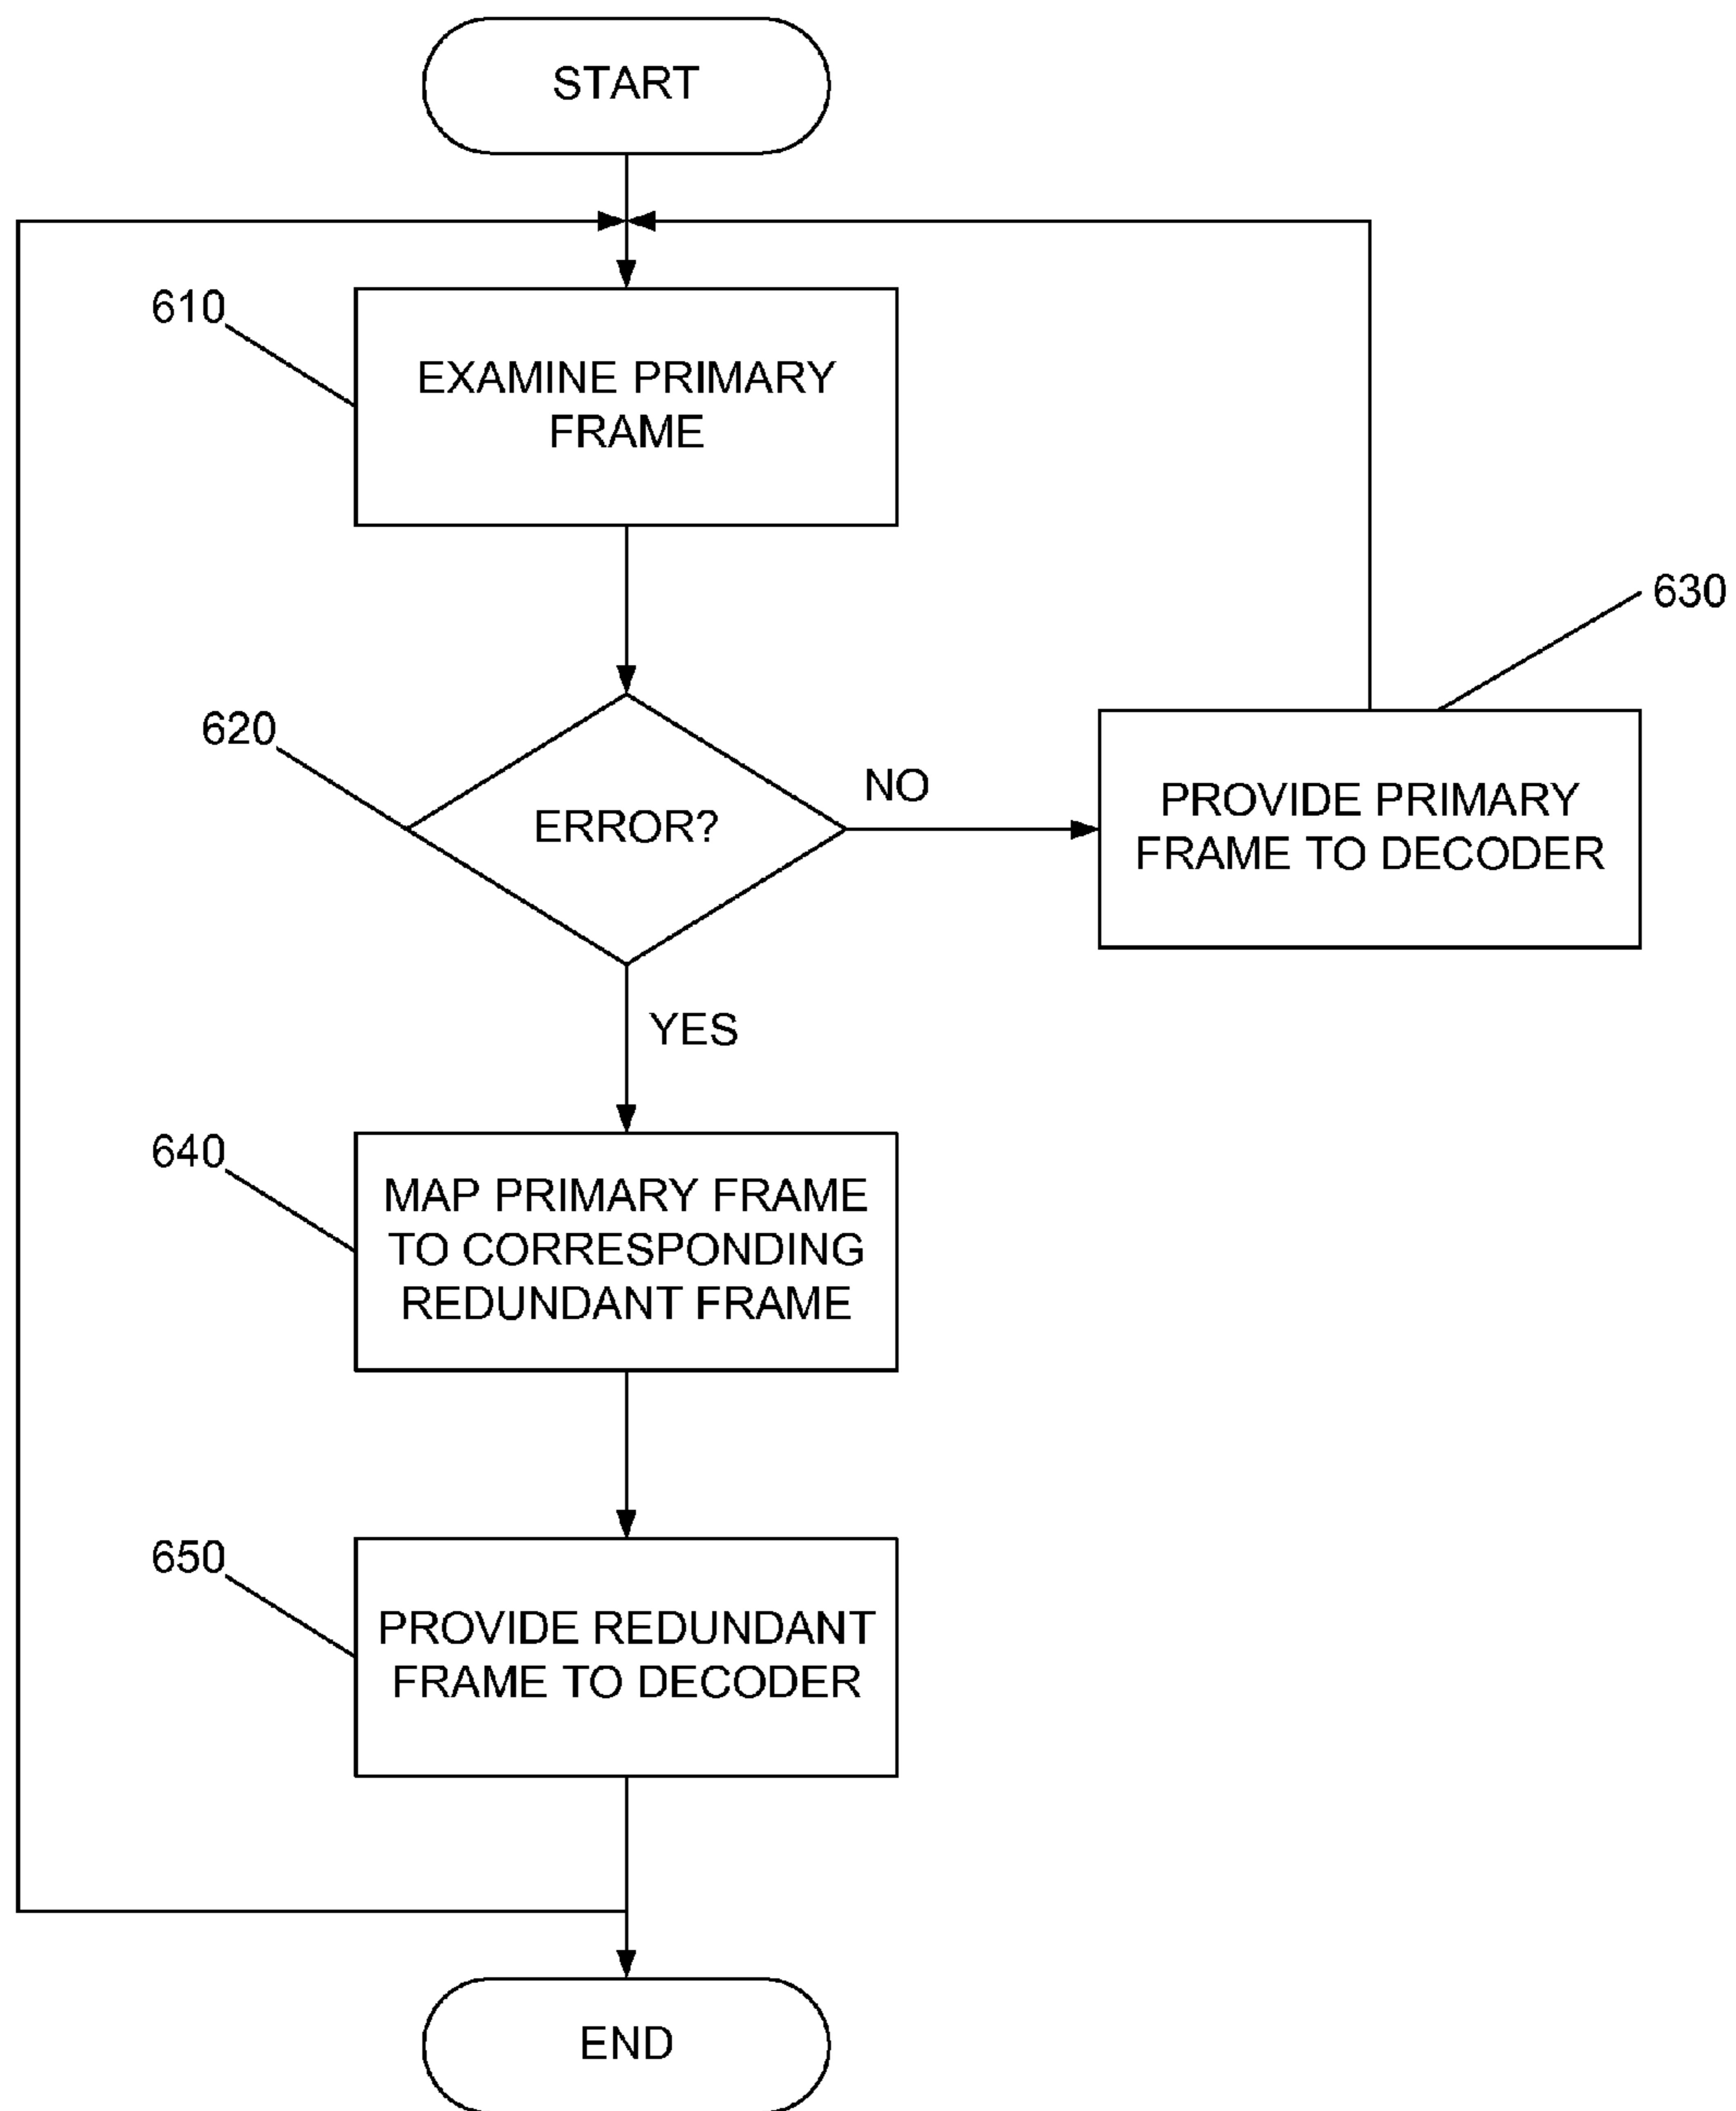 START
610
EXAMINE PRIMARY
FRAME
630
620
ERROR?
NO
PROVIDE PRIMARY
FRAME TO DECODER
YES
640
MAP PRIMARY FRAME
TO CORRESPONDING
REDUNDANT FRAME
650
PROVIDE REDUNDANT
FRAME TO DECODER
END